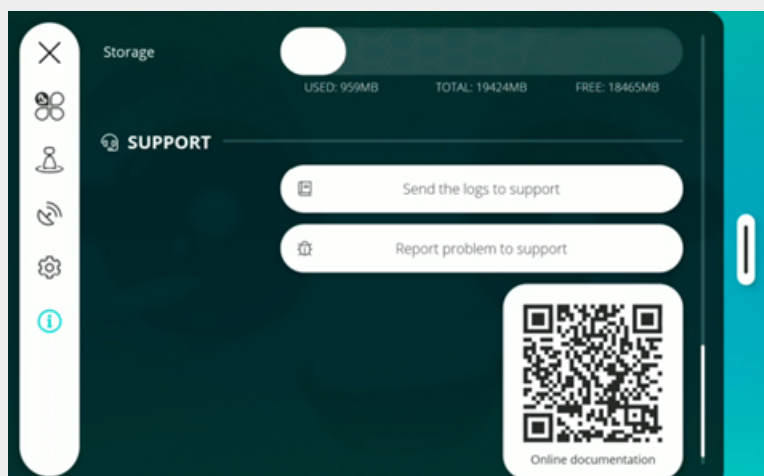 Storage
USED: 959MB TOTAL: 19424MB FREE: 18465MB
SUPPORT
Send the logs to support
Report problem to support
Online documentation